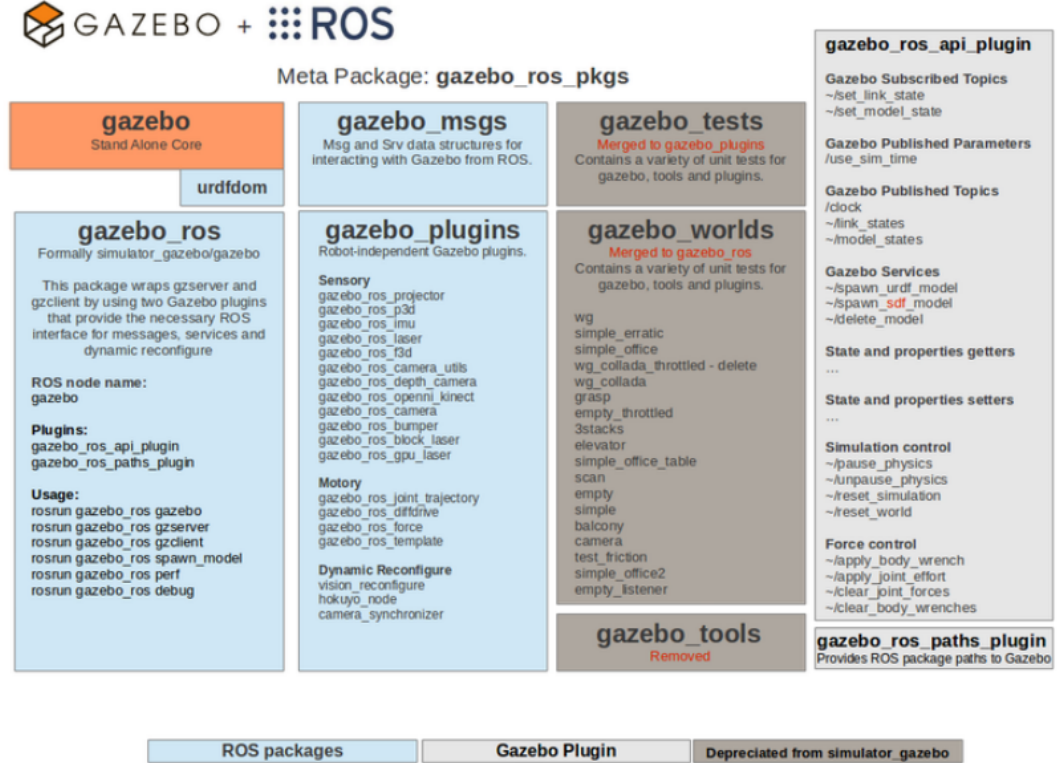 GAZEBO + ROS
Meta Package: gazebo_ros_pkgs
gazebo
Stand Alone Core
urdfdom
gazebo_ros
Formally simulator_gazebo/gazebo
This package wraps gzserver and
gzclient by using two Gazebo plugins
that provide the necessary ROS
interface for messages, services and
dynamic reconfigure
ROS node name:
gazebo
Plugins:
gazebo_ros_api_plugin
gazebo_ros_paths_plugin
Usage:
rosrun gazebo_ros gazebo
rosrun gazebo_ros gzserver
rosrun gazebo_ros gzclient
rosrun gazebo_ros spawn_model
rosrun gazebo_ros perf
rosrun gazebo_ros debug
gazebo_msgs
Msg and Srv data structures for
interacting with Gazebo from ROS.
gazebo_plugins
Robot-independent Gazebo plugins.
Sensory
gazebo_ros_projector
gazebo_ros_p3d
gazebo_ros_imu
gazebo_ros_laser
gazebo_ros_f3d
gazebo_ros_camera_utils
gazebo_ros_depth_camera
gazebo_ros_openni_kinect
gazebo_ros_camera
gazebo_ros_bumper
gazebo_ros_block_laser
gazebo_ros_gpu_laser
Motory
gazebo_ros_joint_trajectory
gazebo_ros_diffdrive
gazebo_ros_force
gazebo_ros_template
Dynamic Reconfigure
vision_reconfigure
hokuyo_node
camera_synchronizer
gazebo_tests
Merged to gazebo_plugins
Contains a variety of unit tests for
gazebo, tools and plugins.
gazebo_worlds
Merged to gazebo_ros
Contains a variety of unit tests for
gazebo, tools and plugins.
wg
simple_erratic
simple_office
wg_collada_throttled - delete
wg_collada
grasp
empty_throttled
3stacks
elevator
simple_office_table
scan
empty
simple
balcony
camera
test_friction
simple_office2
empty_listener
gazebo_tools
Removed
gazebo_ros_api_plugin
Gazebo Subscribed Topics
~/set_link_state
~/set_model_state
Gazebo Published Parameters
/use_sim_time
Gazebo Published Topics
/clock
~/link_states
~/model_states
Gazebo Services
~/spawn_urdf_model
~/spawn_sdf_model
~/delete_model
State and properties getters
...
State and properties setters
...
Simulation control
~/pause_physics
~/unpause_physics
~/reset_simulation
~/reset_world
Force control
~/apply_body_wrench
~/apply_joint_effort
~/clear_joint_forces
~/clear_body_wrenches
gazebo_ros_paths_plugin
Provides ROS package paths to Gazebo
ROS packages
Gazebo Plugin
Depreciated from simulator_gazebo